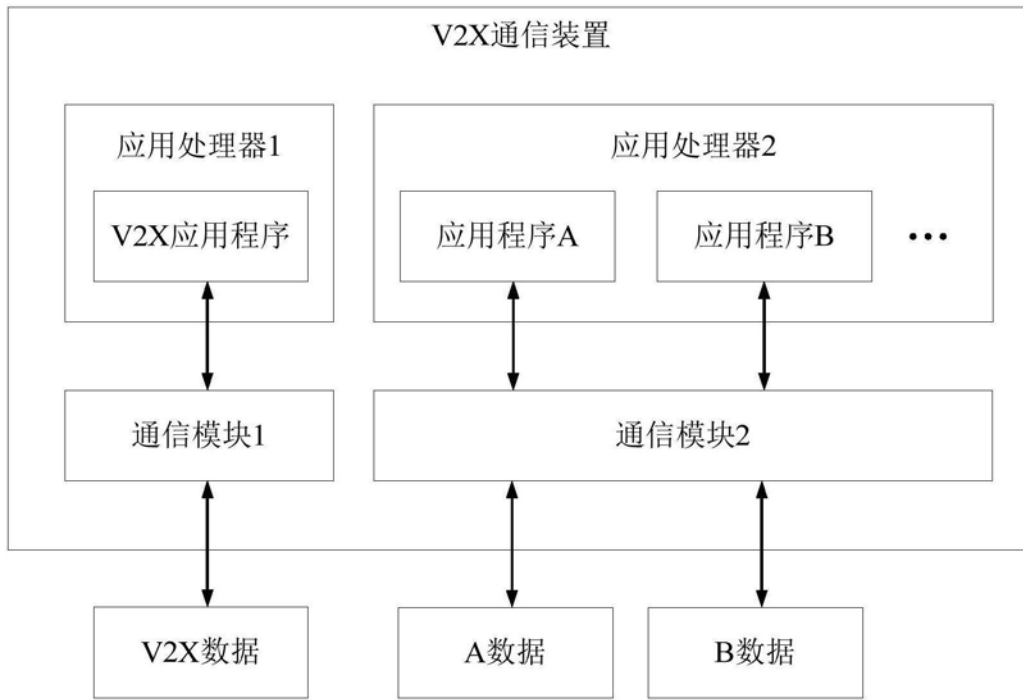 V2X通信装置
应用处理器1
应用处理器2
V2X应用程序
应用程序A
应用程序B
•••
通信模块1
通信模块2
V2X数据
A数据
B数据